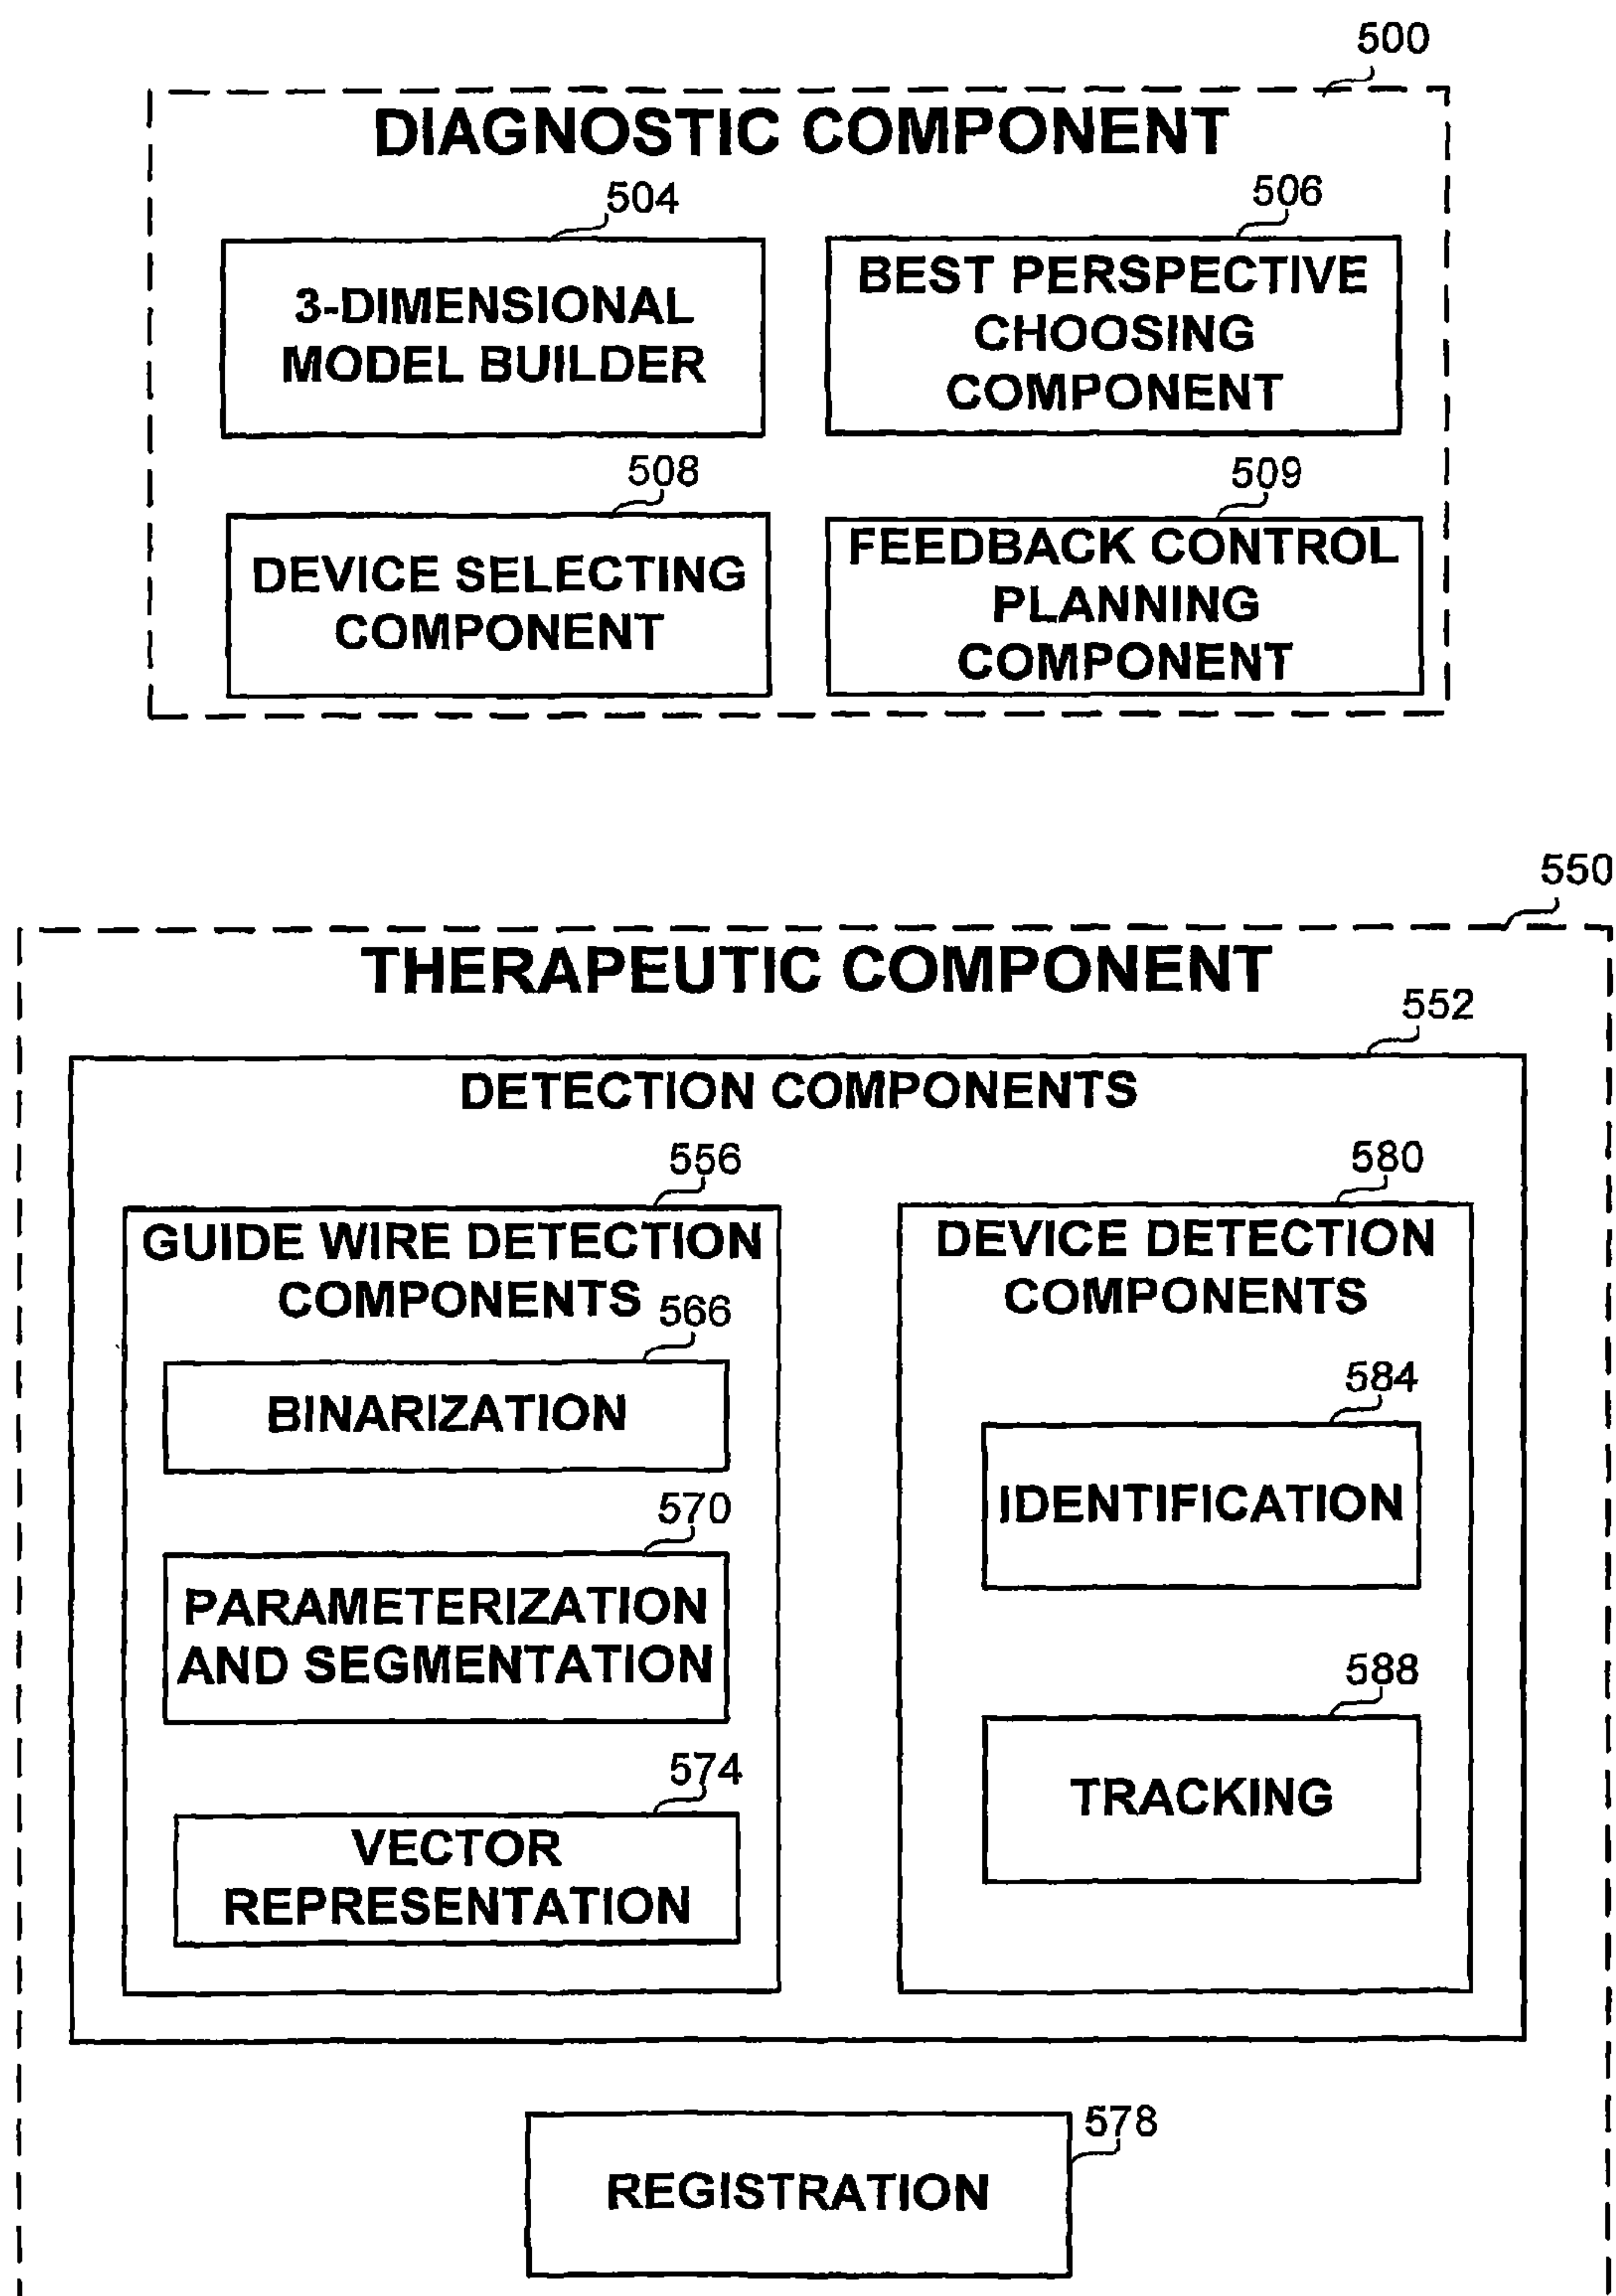 500
DIAGNOSTIC COMPONENT
504
3-DIMENSIONAL
MODEL BUILDER
506
BEST PERSPECTIVE
CHOOSING
COMPONENT
508
DEVICE SELECTING
COMPONENT
509
FEEDBACK CONTROL
PLANNING
COMPONENT
550
THERAPEUTIC COMPONENT
552
DETECTION COMPONENTS
556
GUIDE WIRE DETECTION
COMPONENTS
566
BINARIZATION
570
PARAMETERIZATION
AND SEGMENTATION
574
VECTOR
REPRESENTATION
580
DEVICE DETECTION
COMPONENTS
584
IDENTIFICATION
588
TRACKING
578
REGISTRATION